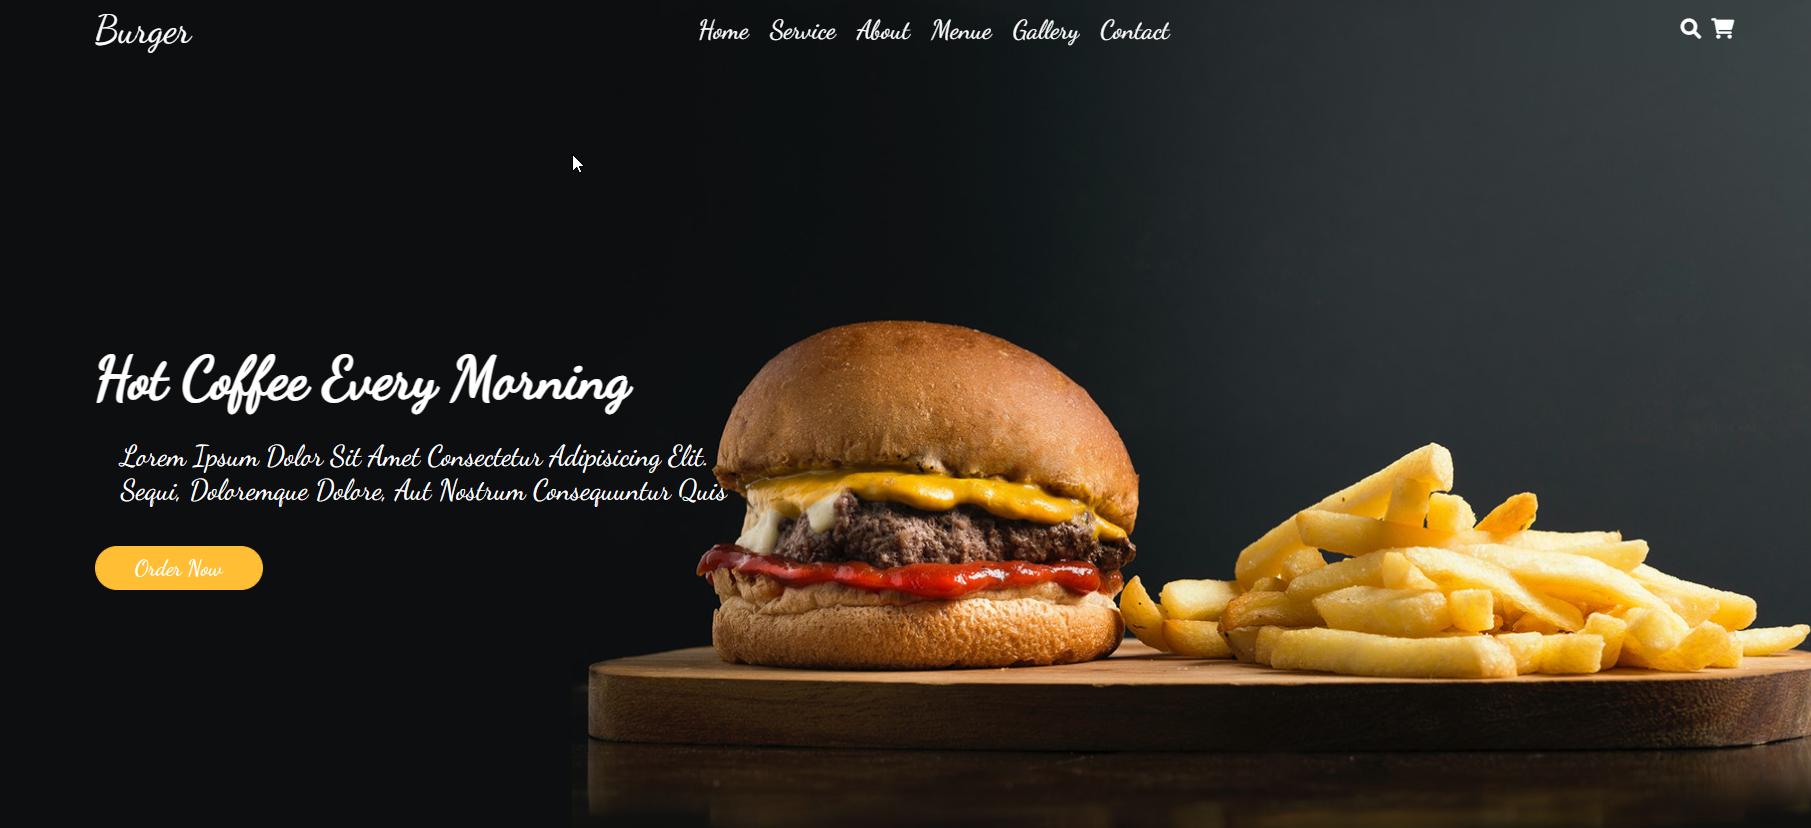 Burger
Home Service About Menue Gallery Contact
Hot Coffee Every Morning
Lorem Ipsum Dolor Sit Amet Consectetur Adipisicing Elit.
Sequi, Doloremque Dolore, Aut Nostrum Consequuntur Quis
Order Now